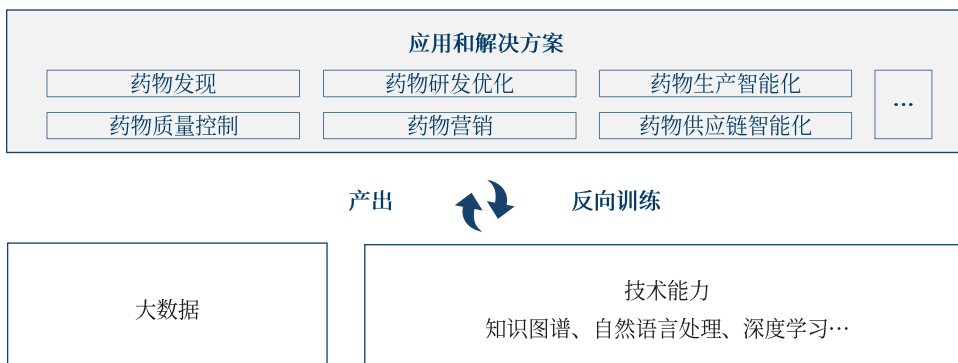 应用和解决方案
药物发现 药物研发优化 药物生产智能化 …
药物质量控制 药物营销 药物供应链智能化
产出 反向训练
大数据
技术能力
知识图谱、自然语言处理、深度学习…